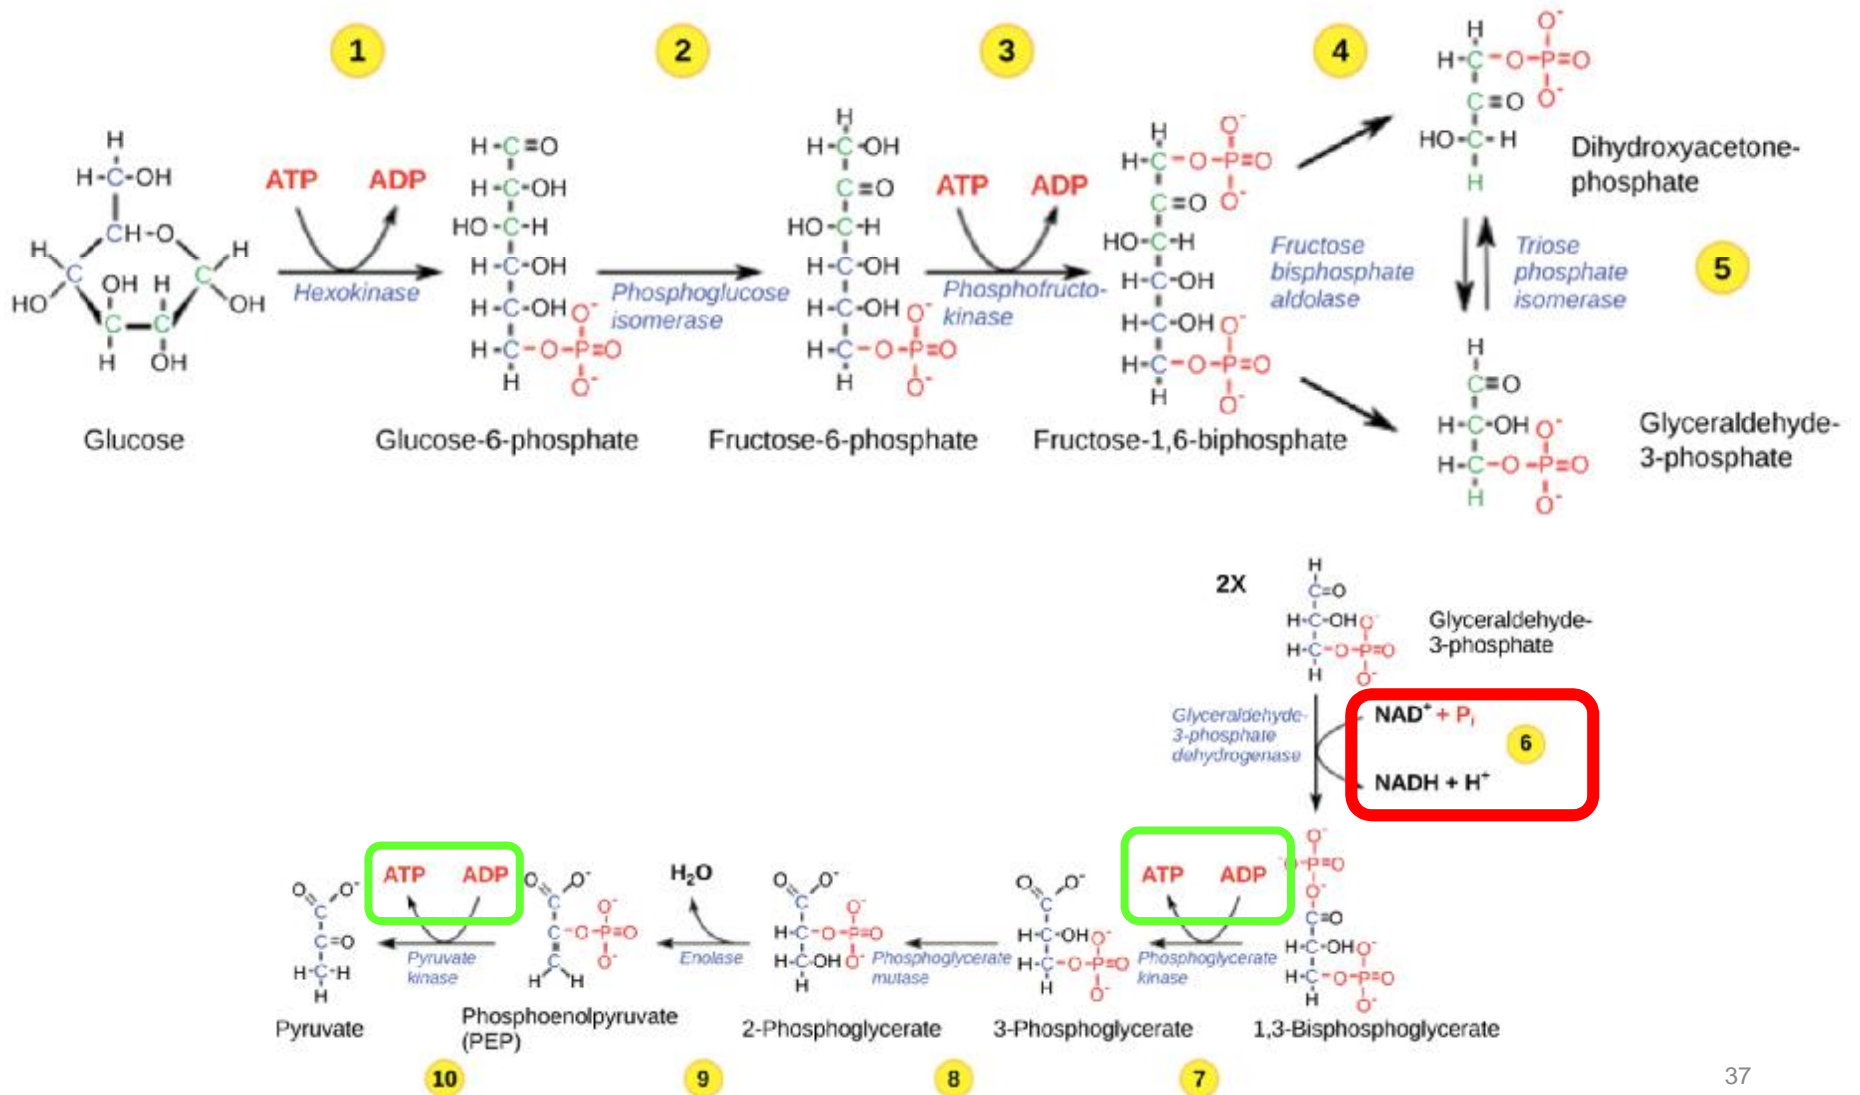 1
2
3
4
ATP
ADP
Hexokinase
Phosphoglucose
isomerase
ATP
ADP
Phosphofructo-
kinase
Fructose
bisphosphate
aldolase
Dihydroxyacetone-
phosphate
Triose
phosphate
isomerase
5
Glucose
Glucose-6-phosphate
Fructose-6-phosphate
Fructose-1,6-biphosphate
Glyceraldehyde-
3-phosphate
2X
Glyceraldehyde-
3-phosphate
Glyceraldehyde-
3-phosphate
dehydrogenase
NAD⁺ + Pᵢ
6
NADH + H⁺
ATP
ADP
Pyruvate
kinase
H₂O
Enolase
Phosphoglycerate
mutase
ATP
ADP
Phosphoglycerate
kinase
Pyruvate
Phosphoenolpyruvate
(PEP)
2-Phosphoglycerate
3-Phosphoglycerate
1,3-Bisphosphoglycerate
10
9
8
7
37